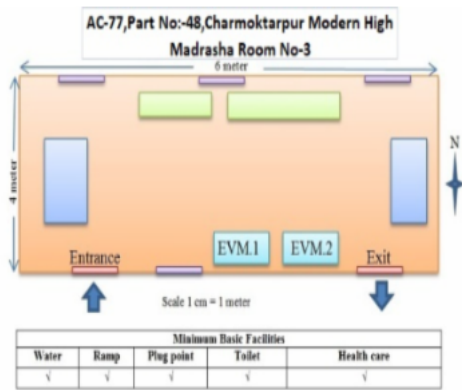 AC-77,Part No:-48,Charmoktarpur Modern High
Madrasha Room No-3
6 meter
4 meter
N
EVM.1 EVM.2
Entrance Exit
Scale 1 cm = 1 meter
Minimum Basic Facilities
Water Ramp Plug point Toilet Health care
√ √ √ √ √